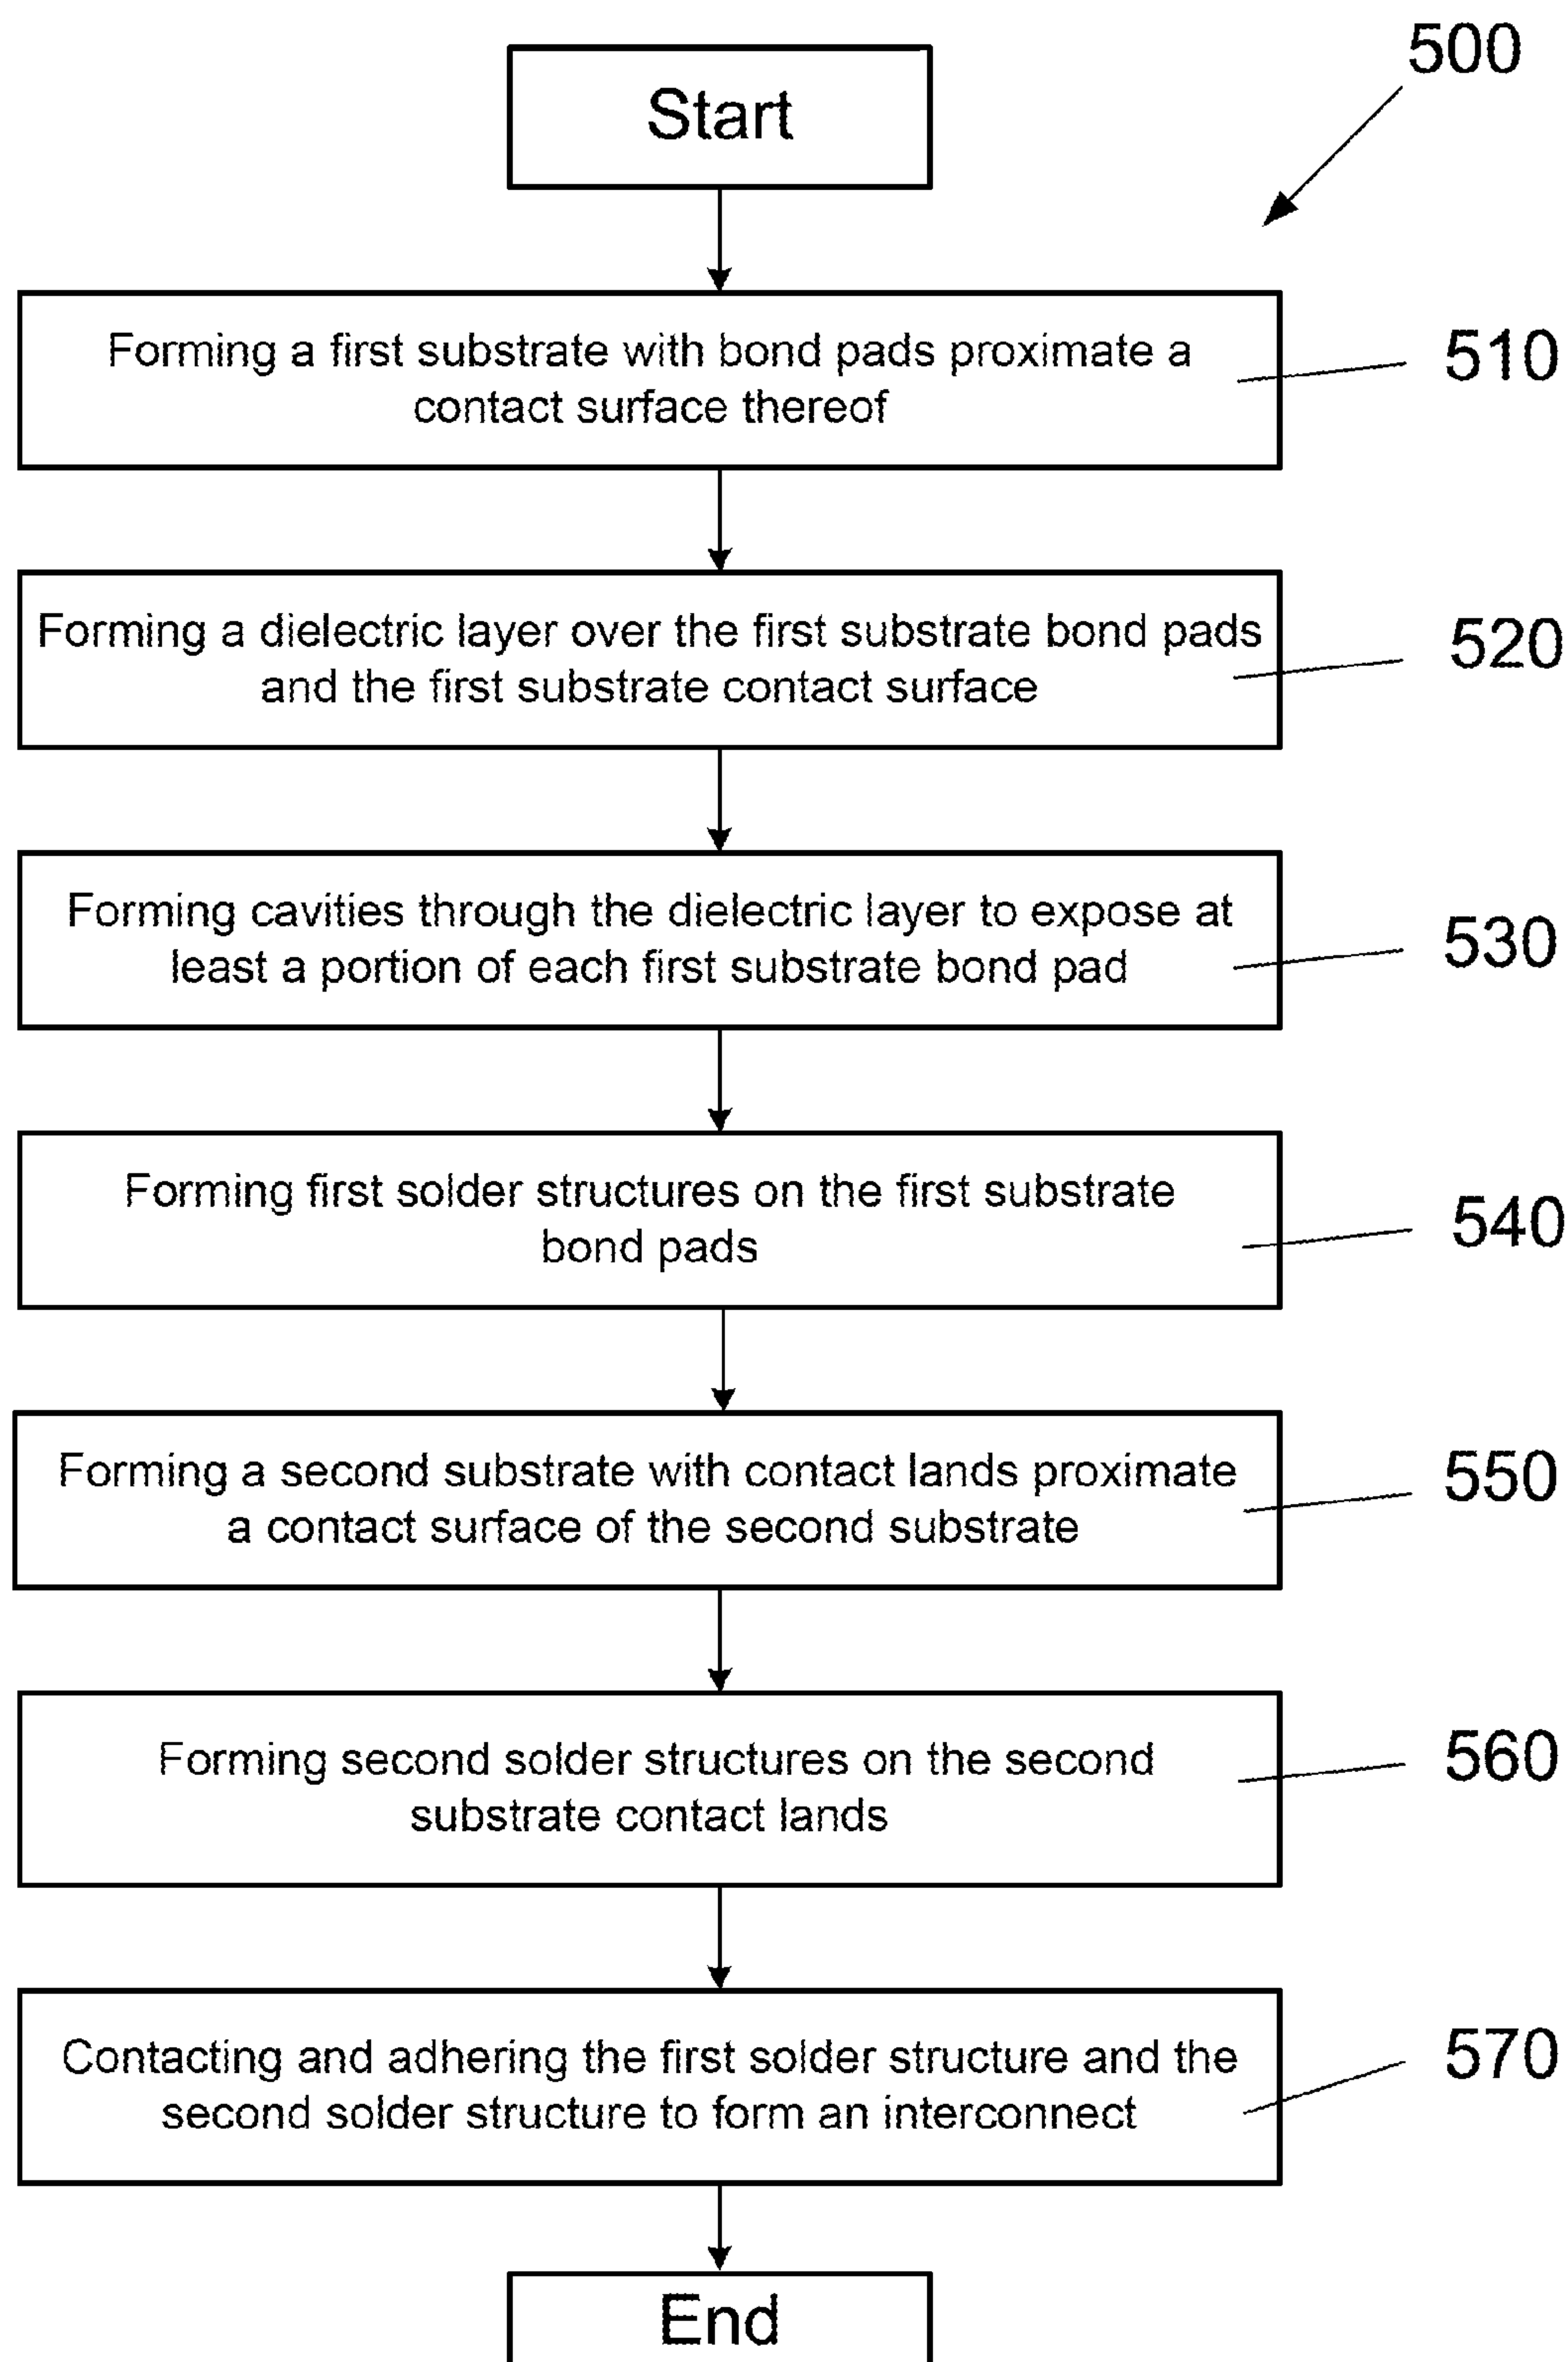 500
Start
Forming a first substrate with bond pads proximate a
contact surface thereof
510
Forming a dielectric layer over the first substrate bond pads
and the first substrate contact surface
520
Forming cavities through the dielectric layer to expose at
least a portion of each first substrate bond pad
530
Forming first solder structures on the first substrate
bond pads
540
Forming a second substrate with contact lands proximate
a contact surface of the second substrate
550
Forming second solder structures on the second
substrate contact lands
560
Contacting and adhering the first solder structure and the
second solder structure to form an interconnect
570
End